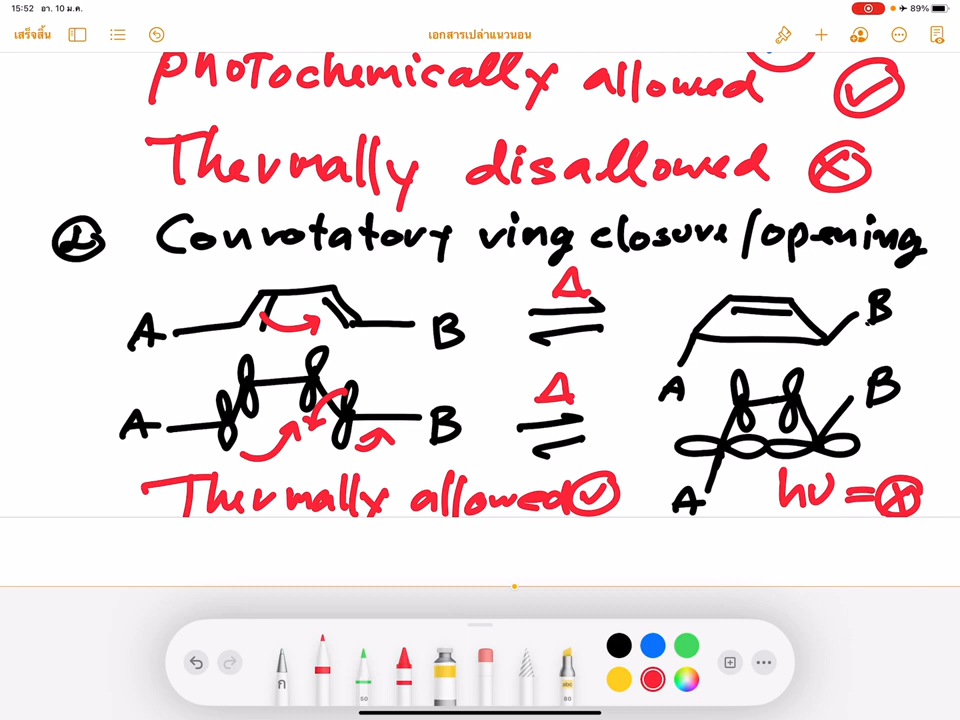 15:52 อา. 10 ม.ค. 89%
เสร็จสิ้น เอกสารเปล่าแนวนอน
photochemically allowed
Thermally disallowed
2 Conrotatory ring closure/opening
A B Δ B A
A B Δ B A
Thermally allowed hν =
ก 50 abc 80